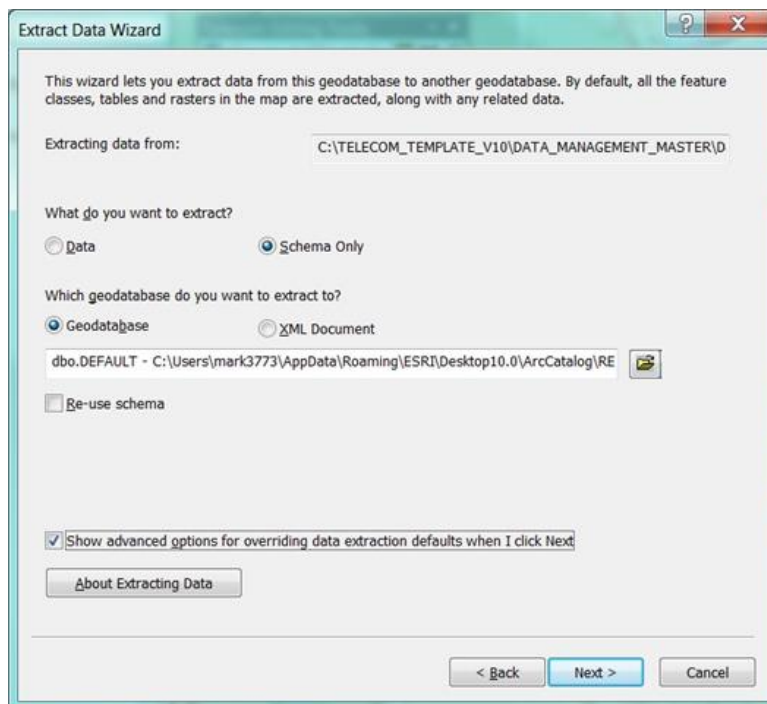 Extract Data Wizard
This wizard lets you extract data from this geodatabase to another geodatabase. By default, all the feature
classes, tables and rasters in the map are extracted, along with any related data.
Extracting data from: C:\TELECOM_TEMPLATE_V10\DATA_MANAGEMENT_MASTER\D
What do you want to extract?
Data Schema Only
Which geodatabase do you want to extract to?
Geodatabase XML Document
dbo.DEFAULT - C:\Users\mark3773\AppData\Roaming\ESRI\Desktop10.0\ArcCatalog\RE
Re-use schema
Show advanced options for overriding data extraction defaults when I click Next
About Extracting Data
< Back Next > Cancel